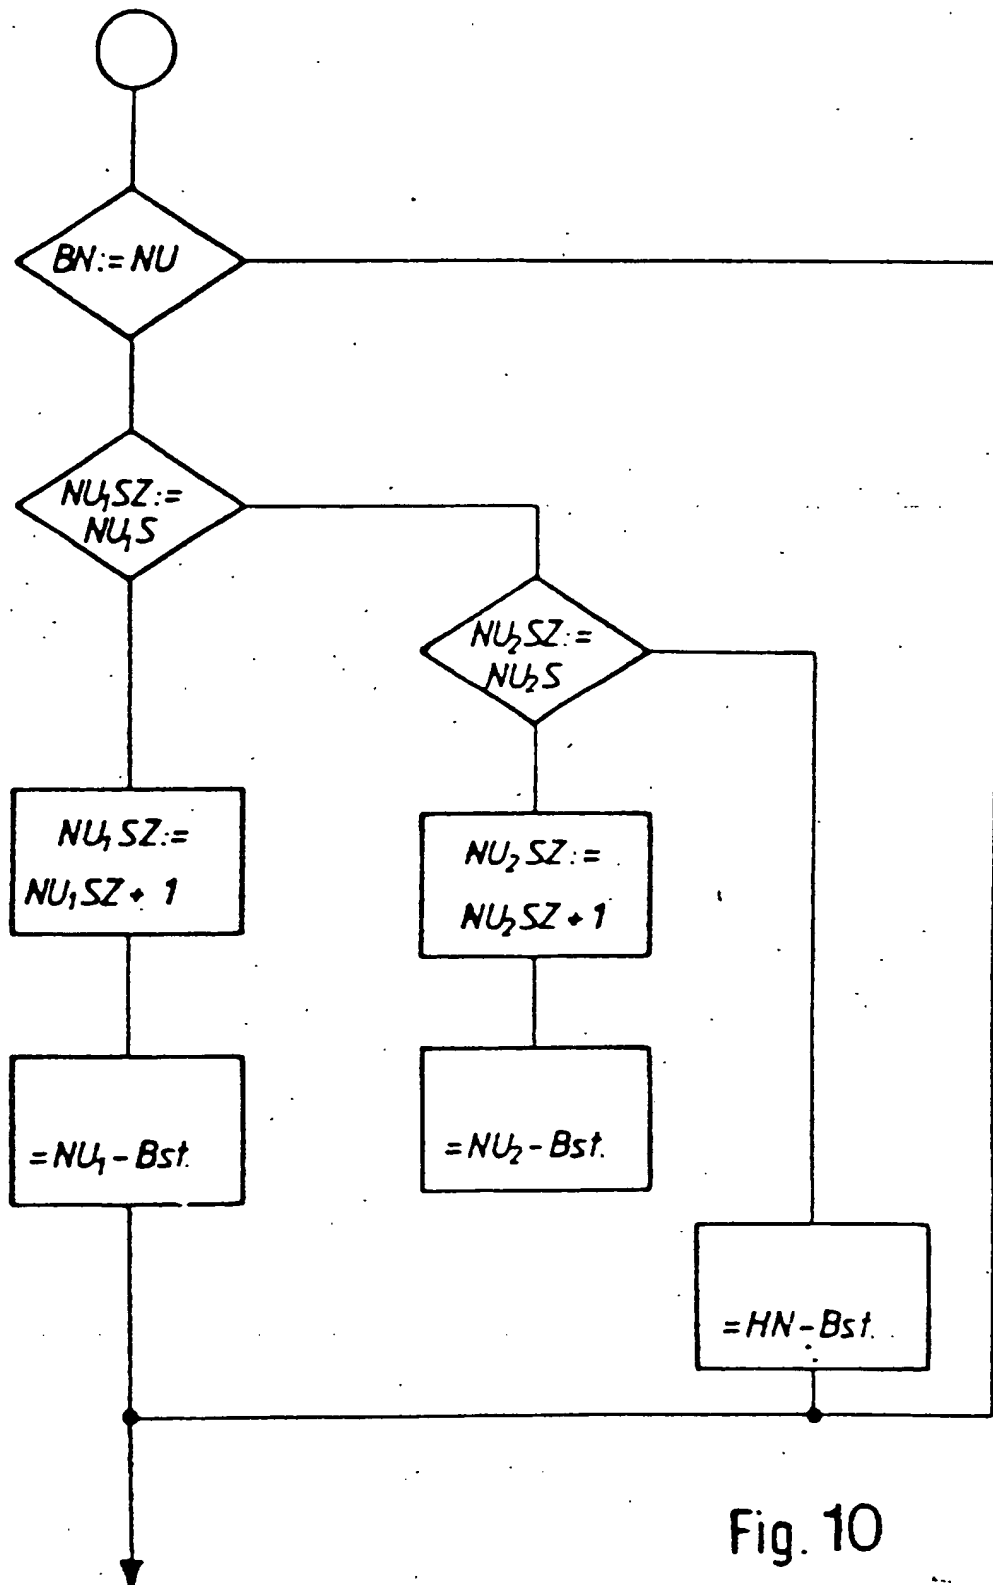 BN:= NU
NU₁SZ:=
NU₁S
NU₂SZ:=
NU₂S
NU₁SZ:=
NU₁SZ + 1
NU₂SZ:=
NU₂SZ + 1
=NU₁-Bst.
=NU₂-Bst.
=HN-Bst.
Fig. 10